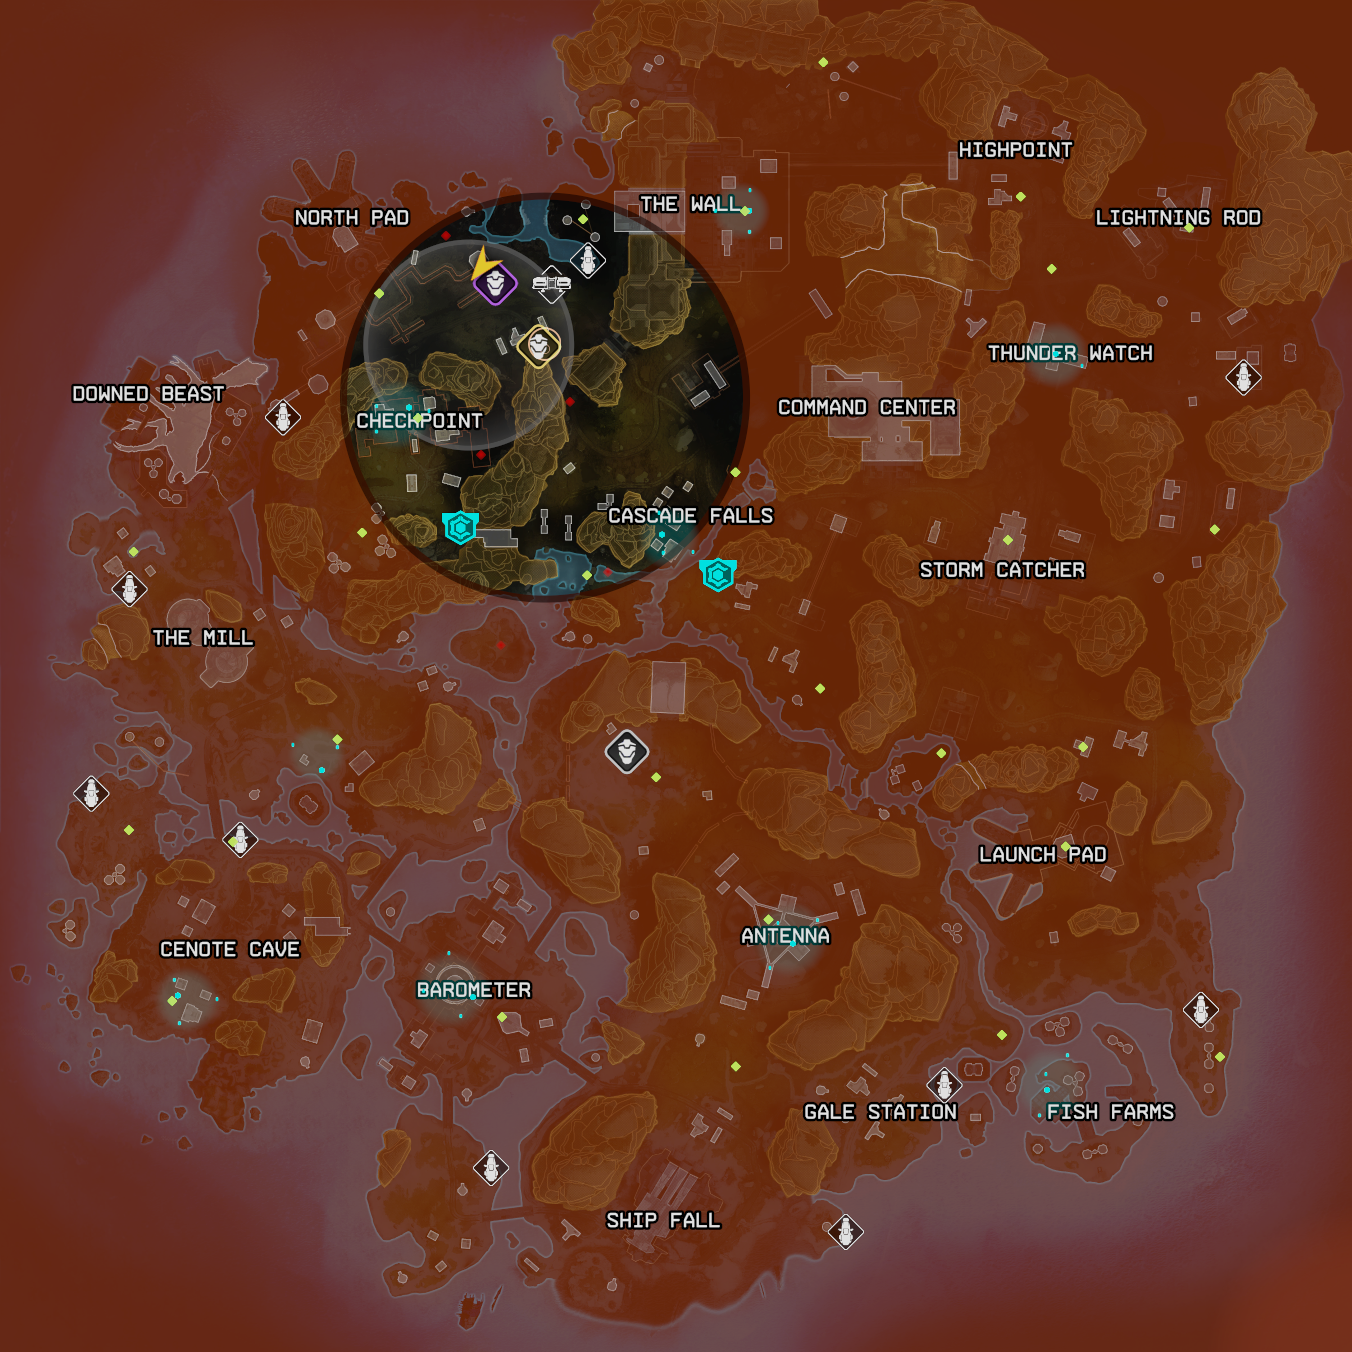 HIGHPOINT
THE WALL
NORTH PAD
LIGHTNING ROD
THUNDER WATCH
DOWNED BEAST
COMMAND CENTER
CHECKPOINT
CASCADE FALLS
STORM CATCHER
THE MILL
LAUNCH PAD
ANTENNA
CENOTE CAVE
BAROMETER
GALE STATION
FISH FARMS
SHIP FALL